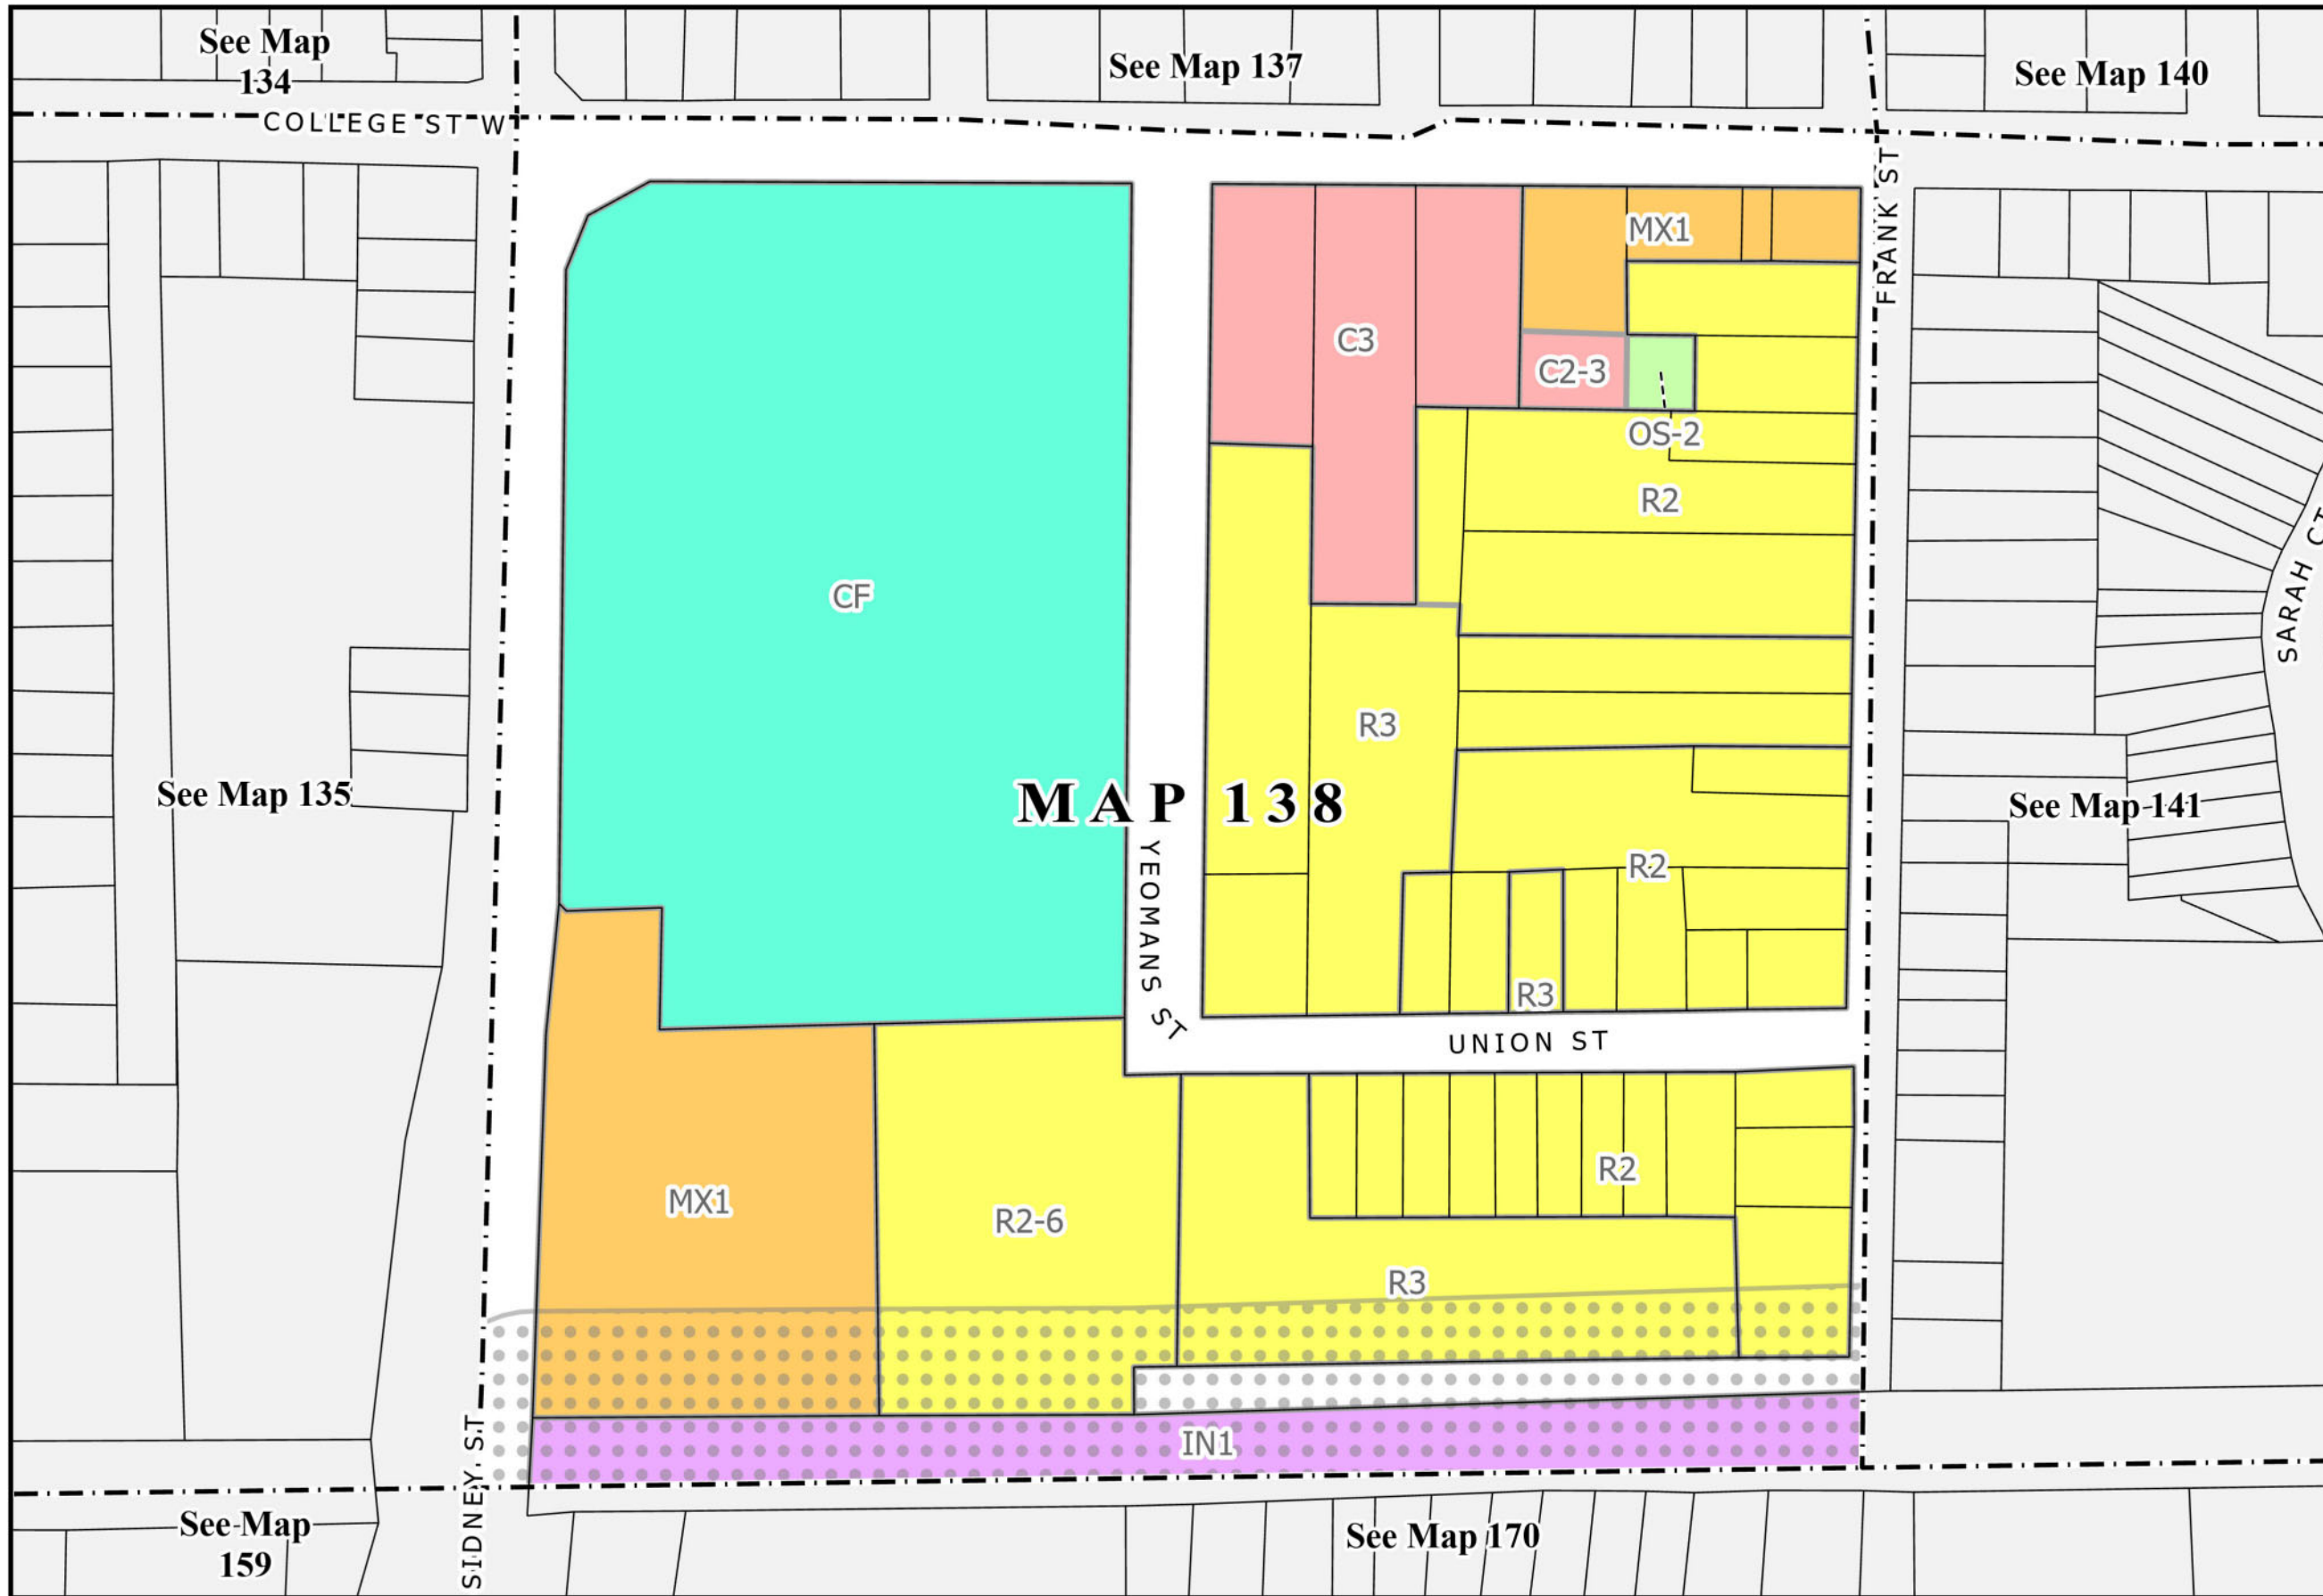 See Map
134
See Map 137
See Map 140
COLLEGE ST W
FRANK ST
MX1
C3
C2-3
OS-2
R2
SARAH CT
CF
R3
See Map 135
MAP 138
See Map 141
YEOMANS ST
R2
R3
UNION ST
MX1
R2-6
R2
R3
IN1
SIDNEY ST
See Map
159
See Map 170